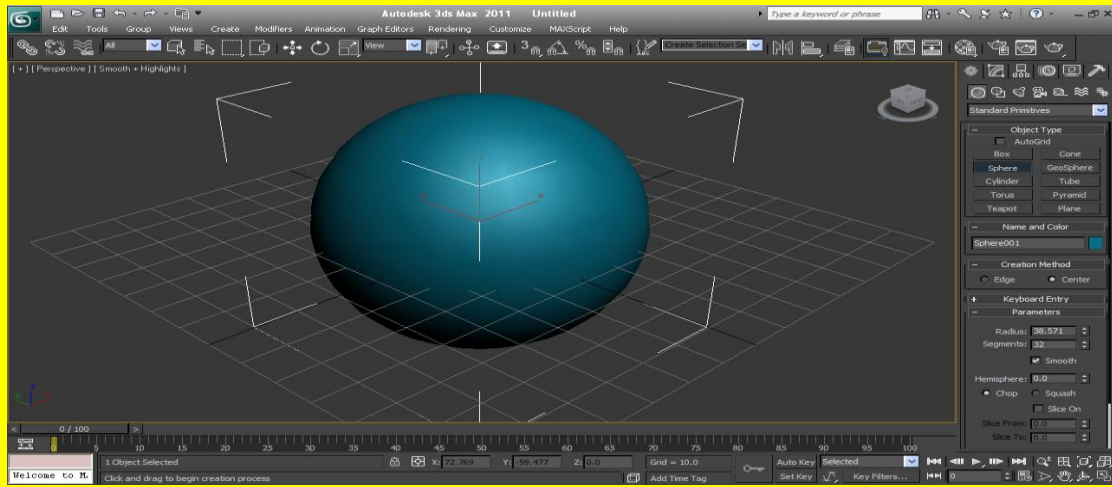 Autodesk 3ds Max 2011 Untitled
Type a keyword or phrase
Edit Tools Group Views Create Modifiers Animation Graph Editors Rendering Customize MAXScript Help
All
View
3
Create Selection Se
[ + ] [ Perspective ] [ Smooth + Highlights ]
Standard Primitives
Object Type
AutoGrid
Box Cone
Sphere GeoSphere
Cylinder Tube
Torus Pyramid
Teapot Plane
Name and Color
Sphere001
Creation Method
Edge Center
Keyboard Entry
Parameters
Radius: 38.571
Segments: 32
Smooth
Hemisphere: 0.0
Chop Squash
Slice On
Slice From: 0.0
Slice To: 0.0
0 / 100
0 5 10 15 20 25 30 35 40 45 50 55 60 65 70 75 80 85 90 95 100
1 Object Selected X: 72.769 Y: -59.477 Z: 0.0 Grid = 10.0 Auto Key Selected
Welcome to M. Click and drag to begin creation process Add Time Tag Set Key Key Filters... 0